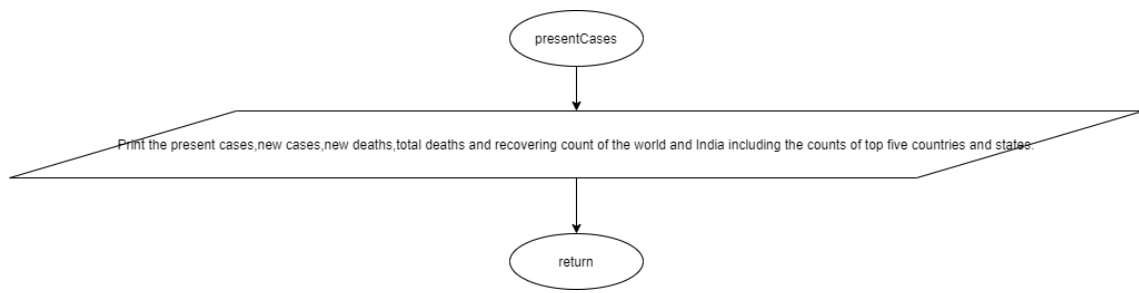 presentCases
Print the present cases,new cases,new deaths,total deaths and recovering count of the world and India including the counts of top five countries and states.
return